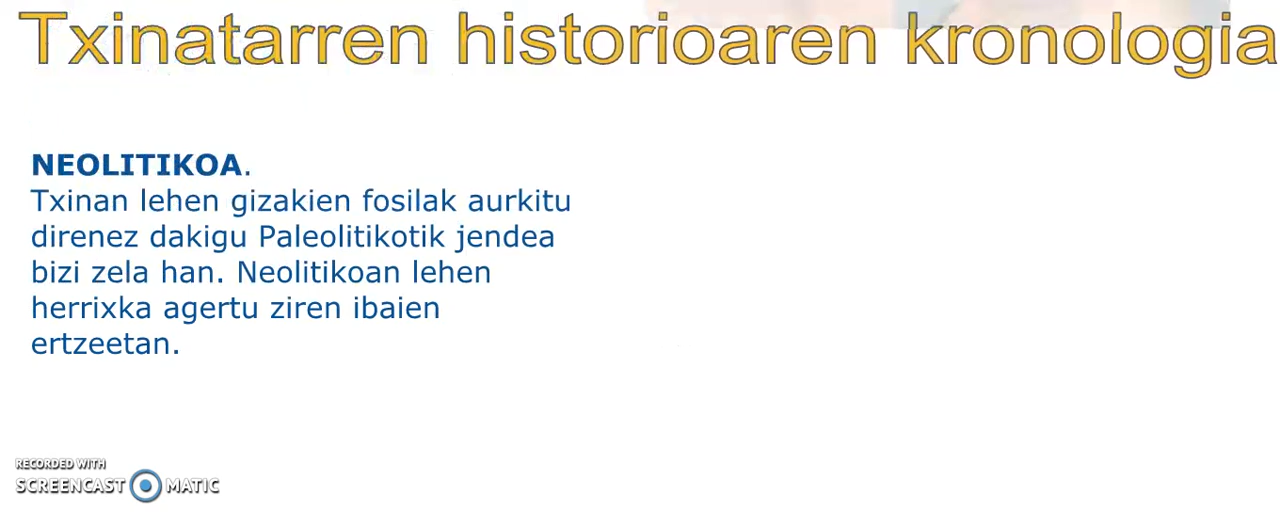 Txinatarren historioaren kronologia
NEOLITIKOA.
Txinan lehen gizakien fosilak aurkitu
direnez dakigu Paleolitikotik jendea
bizi zela han. Neolitikoan lehen
herrixka agertu ziren ibaien
ertzeetan.
RECORDED WITH
SCREENCAST MATIC